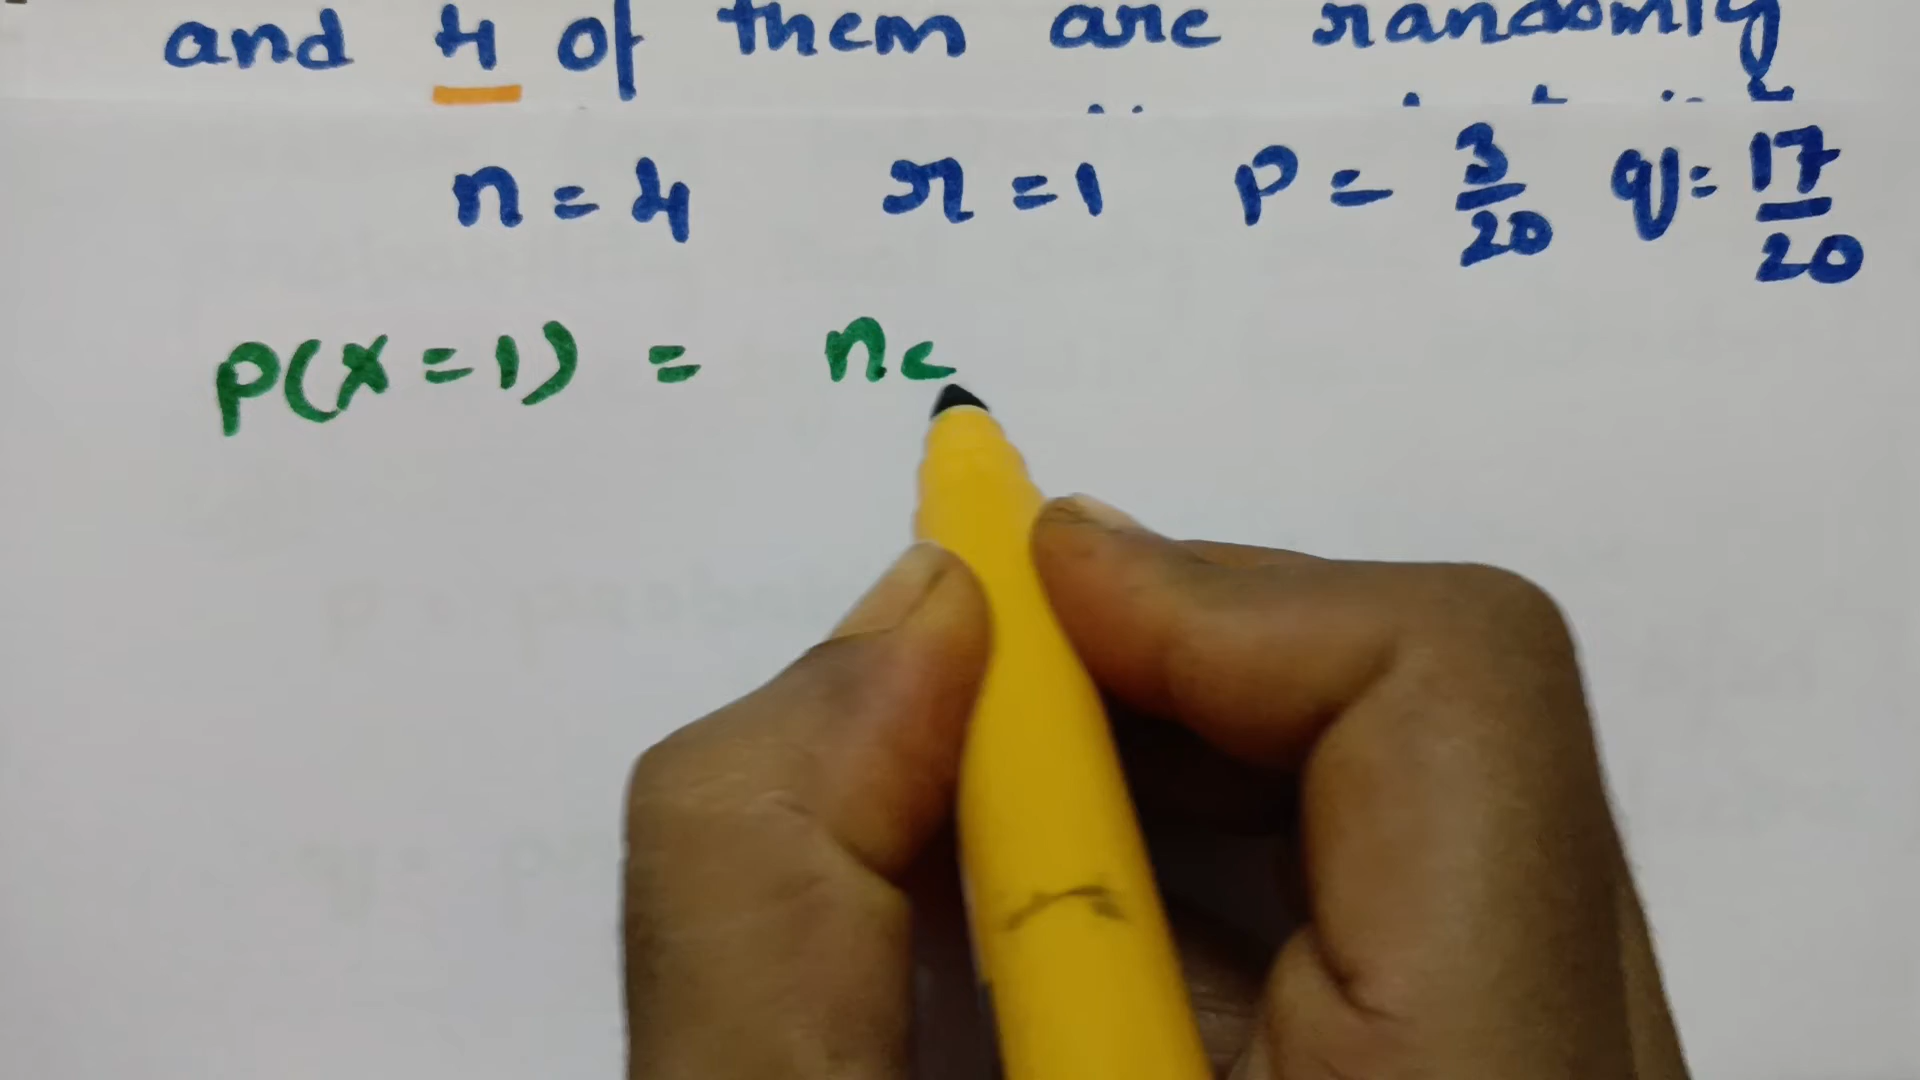 and 4 of them are randomly
n = 4 r = 1 P = 3/20 q = 17/20
P(X = 1) = nc